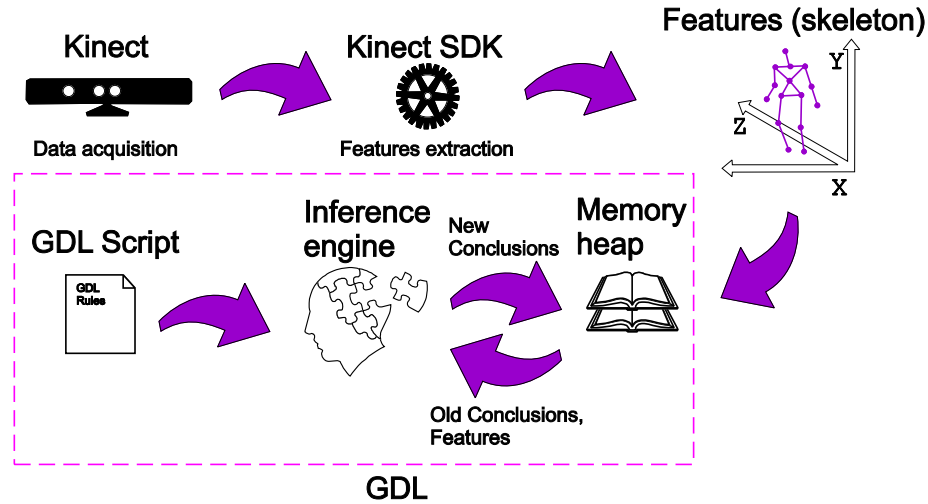 Kinect
Kinect SDK
Features (skeleton)
Y
Z
X
Data acquisition
Features extraction
GDL Script
GDL
Rules
Inference
engine
New
Conclusions
Memory
heap
Old Conclusions,
Features
GDL